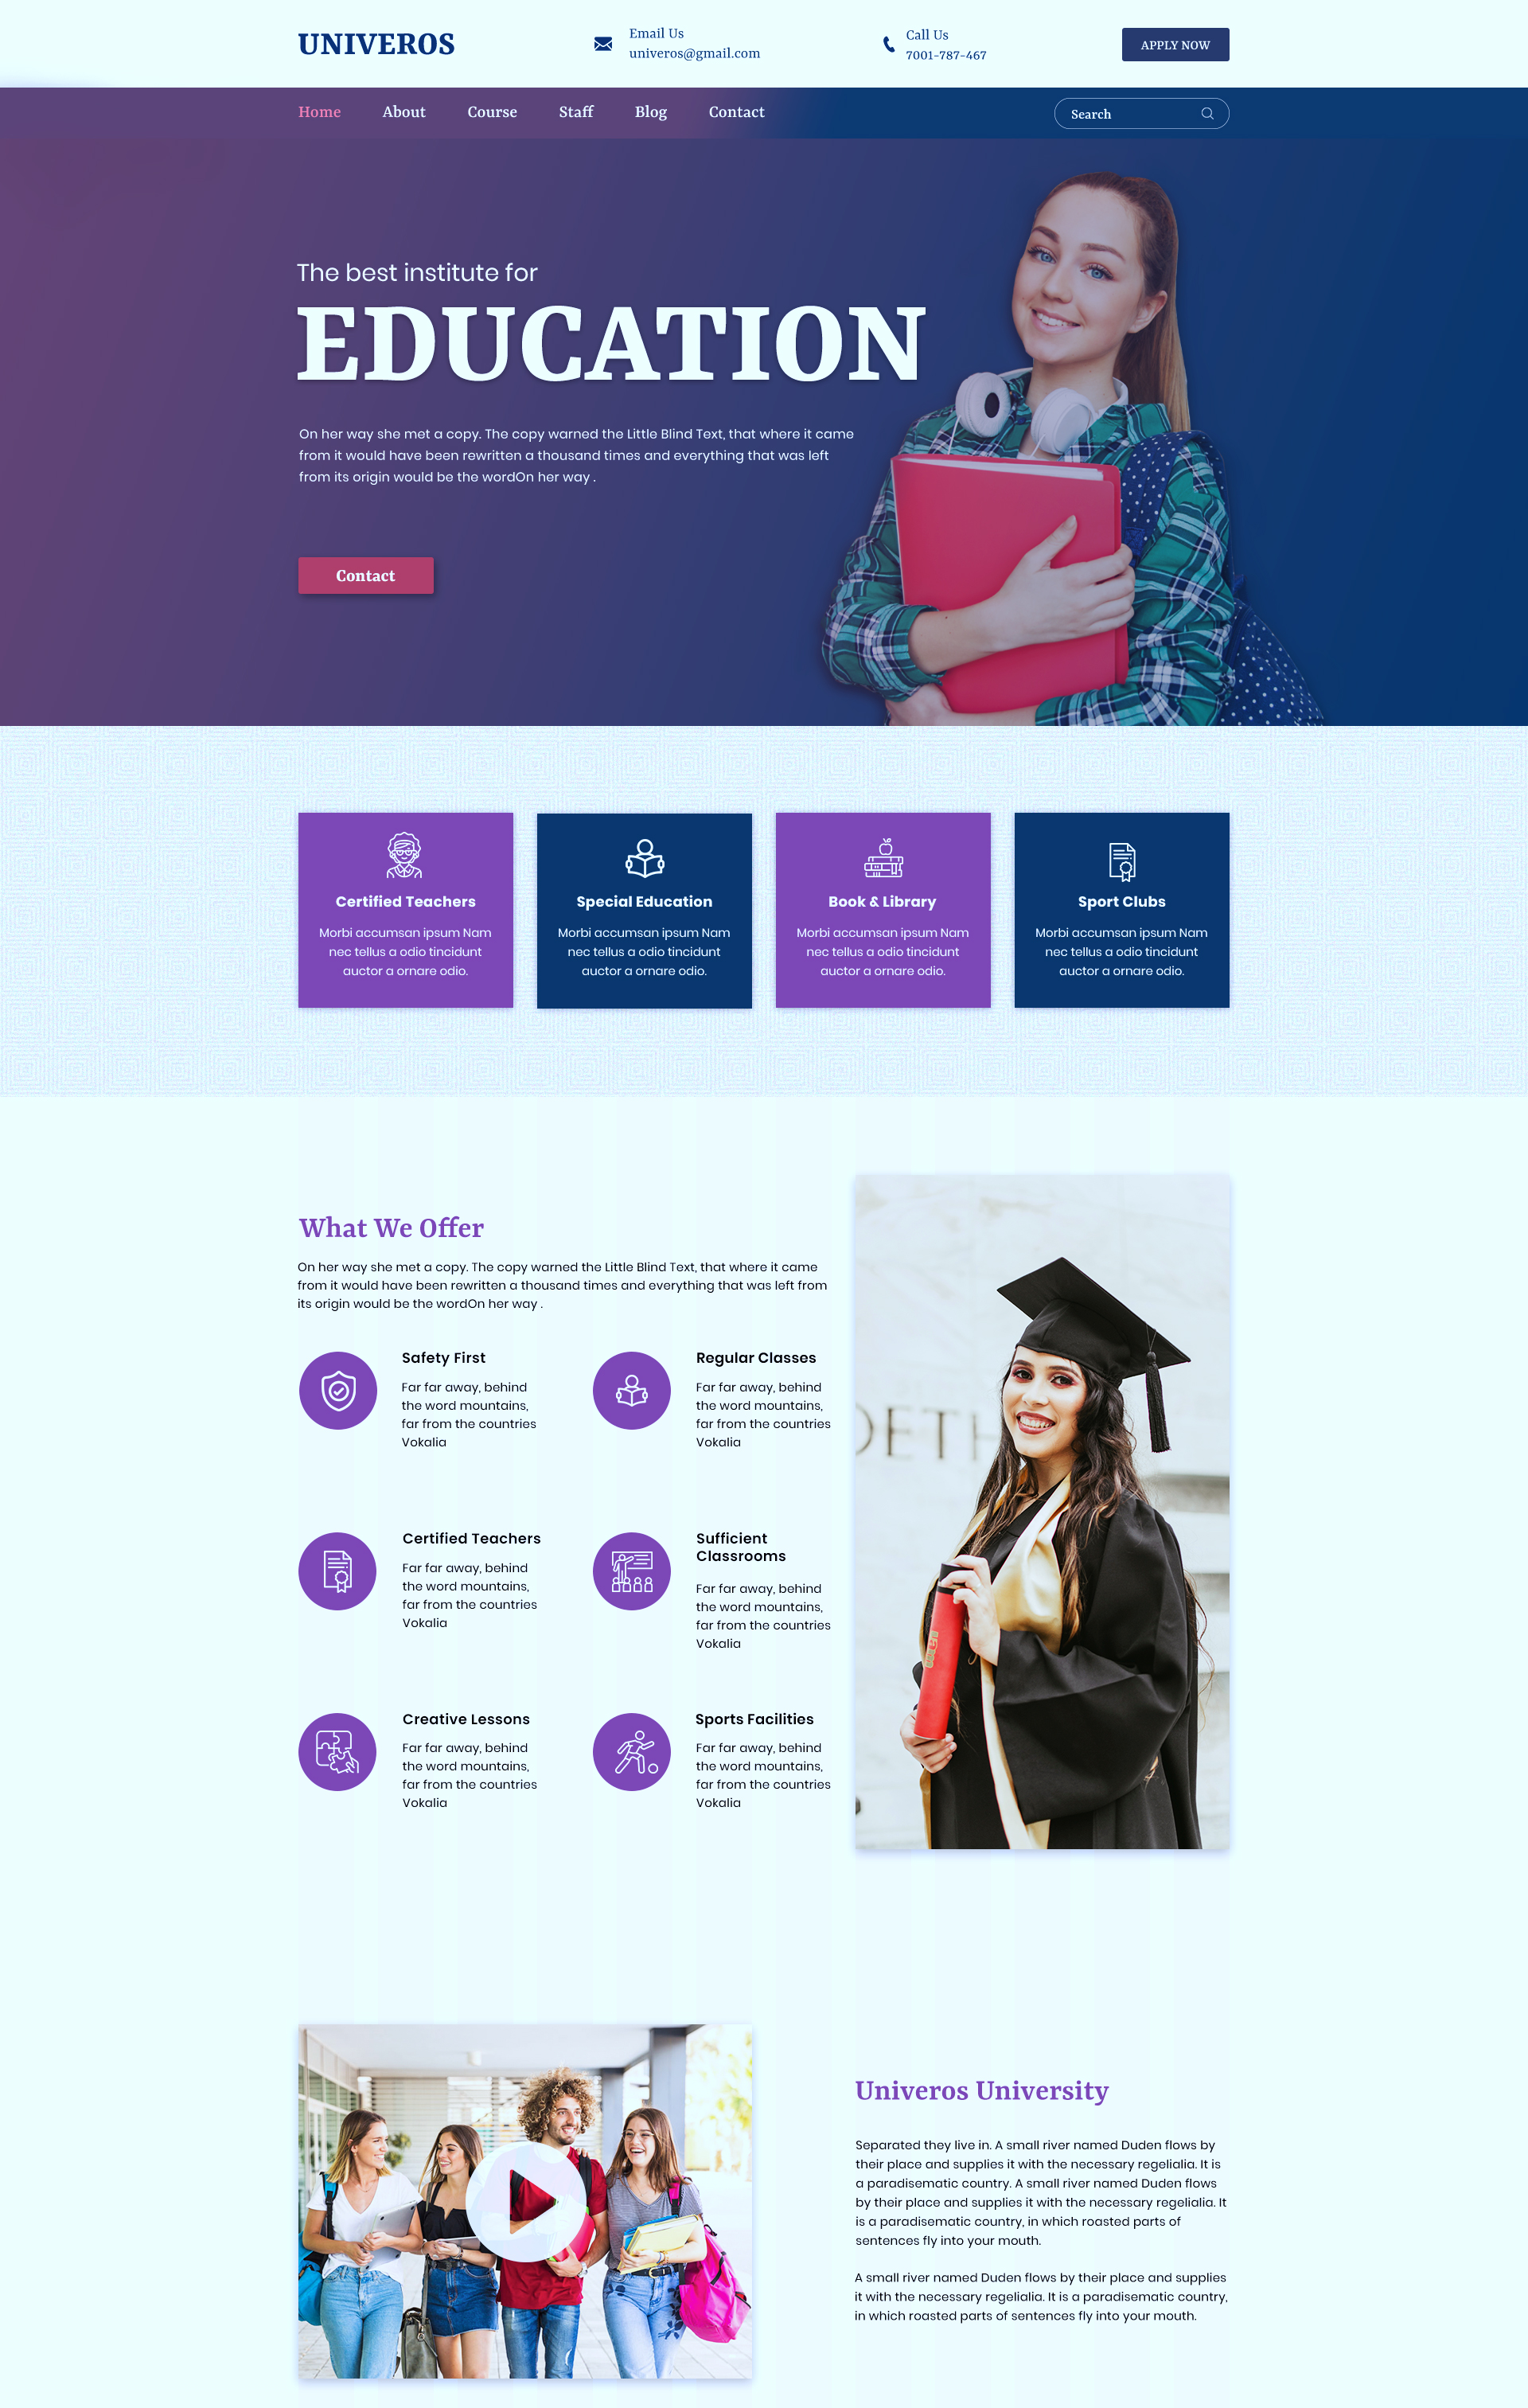 UNIVEROS
Email Us
univeros@gmail.com
Call Us
7001-787-467
APPLY NOW
Home About Course Staff Blog Contact
Search
The best institute for
EDUCATION
On her way she met a copy. The copy warned the Little Blind Text, that where it came
from it would have been rewritten a thousand times and everything that was left
from its origin would be the wordOn her way .
Contact
Certified Teachers
Morbi accumsan ipsum Nam
nec tellus a odio tincidunt
auctor a ornare odio.
Special Education
Morbi accumsan ipsum Nam
nec tellus a odio tincidunt
auctor a ornare odio.
Book & Library
Morbi accumsan ipsum Nam
nec tellus a odio tincidunt
auctor a ornare odio.
Sport Clubs
Morbi accumsan ipsum Nam
nec tellus a odio tincidunt
auctor a ornare odio.
What We Offer
On her way she met a copy. The copy warned the Little Blind Text, that where it came
from it would have been rewritten a thousand times and everything that was left from
its origin would be the wordOn her way .
Safety First
Far far away, behind
the word mountains,
far from the countries
Vokalia
Regular Classes
Far far away, behind
the word mountains,
far from the countries
Vokalia
Certified Teachers
Far far away, behind
the word mountains,
far from the countries
Vokalia
Sufficient
Classrooms
Far far away, behind
the word mountains,
far from the countries
Vokalia
Creative Lessons
Far far away, behind
the word mountains,
far from the countries
Vokalia
Sports Facilities
Far far away, behind
the word mountains,
far from the countries
Vokalia
Univeros University
Separated they live in. A small river named Duden flows by
their place and supplies it with the necessary regelialia. It is
a paradisematic country. A small river named Duden flows
by their place and supplies it with the necessary regelialia. It
is a paradisematic country, in which roasted parts of
sentences fly into your mouth.
A small river named Duden flows by their place and supplies
it with the necessary regelialia. It is a paradisematic country,
in which roasted parts of sentences fly into your mouth.